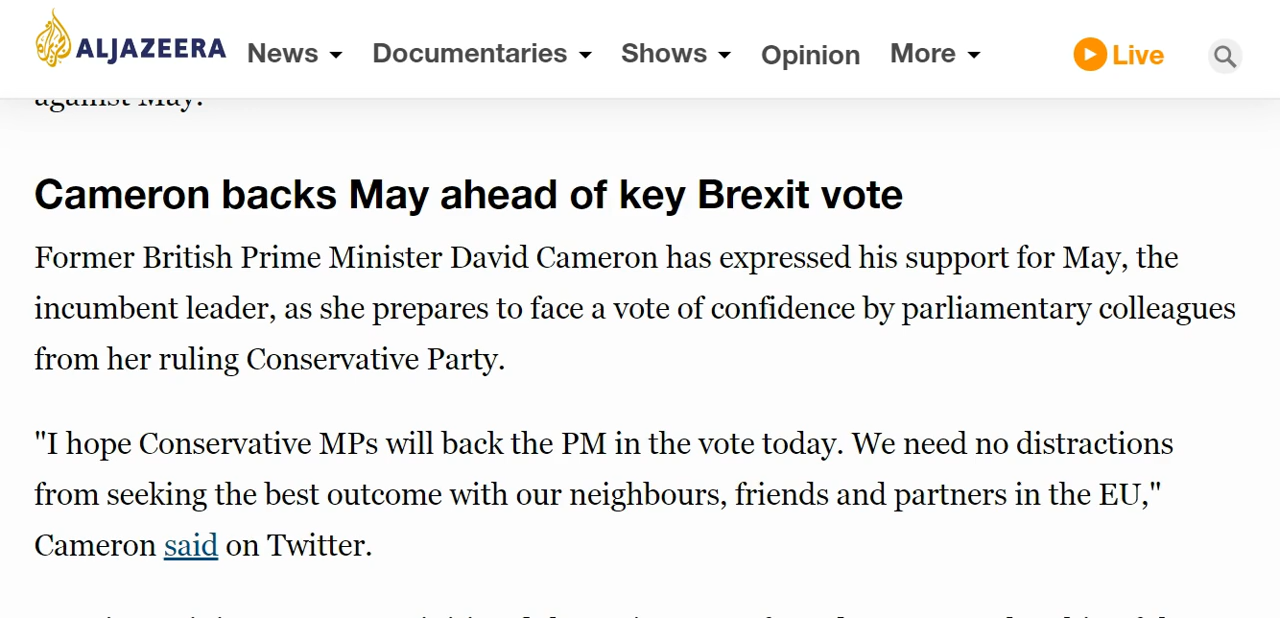 ALJAZEERA News Documentaries Shows Opinion More Live
against May.
Cameron backs May ahead of key Brexit vote
Former British Prime Minister David Cameron has expressed his support for May, the
incumbent leader, as she prepares to face a vote of confidence by parliamentary colleagues
from her ruling Conservative Party.
"I hope Conservative MPs will back the PM in the vote today. We need no distractions
from seeking the best outcome with our neighbours, friends and partners in the EU,"
Cameron said on Twitter.